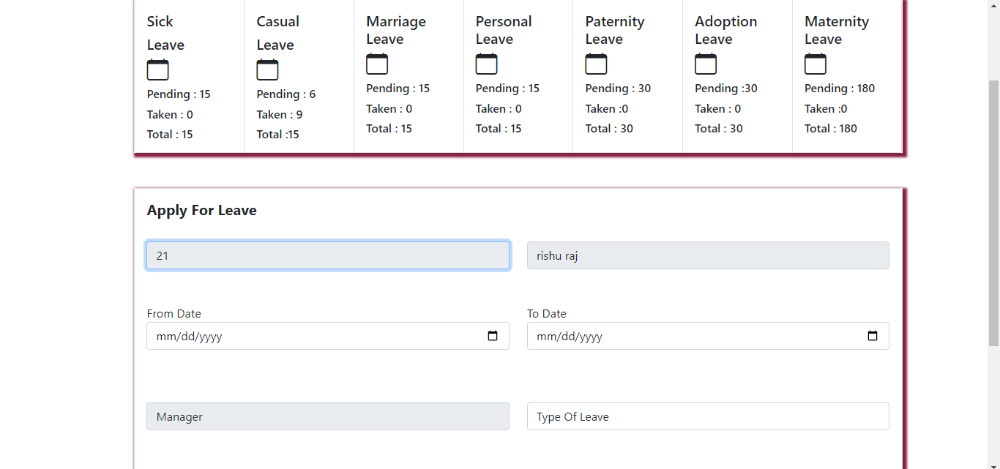 Sick
Leave
Pending : 15
Taken : 0
Total : 15
Casual
Leave
Pending : 6
Taken : 9
Total :15
Marriage
Leave
Pending : 15
Taken : 0
Total : 15
Personal
Leave
Pending : 15
Taken : 0
Total : 15
Paternity
Leave
Pending : 30
Taken :0
Total : 30
Adoption
Leave
Pending :30
Taken : 0
Total : 30
Maternity
Leave
Pending : 180
Taken :0
Total : 180
Apply For Leave
21
rishu raj
From Date
To Date
mm/dd/yyyy
mm/dd/yyyy
Manager
Type Of Leave